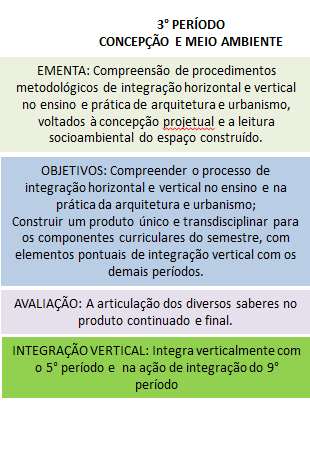 3° PERÍODO
CONCEPÇÃO E MEIO AMBIENTE
EMENTA: Compreensão de procedimentos
metodológicos de integração horizontal e vertical
no ensino e prática de arquitetura e urbanismo,
voltados à concepção projetual e a leitura
socioambiental do espaço construído.
OBJETIVOS: Compreender o processo de
integração horizontal e vertical no ensino e na
prática da arquitetura e urbanismo;
Construir um produto único e transdisciplinar para
os componentes curriculares do semestre, com
elementos pontuais de integração vertical com os
demais períodos.
AVALIAÇÃO: A articulação dos diversos saberes no
produto continuado e final.
INTEGRAÇÃO VERTICAL: Integra verticalmente com
o 5° período e na ação de integração do 9°
período